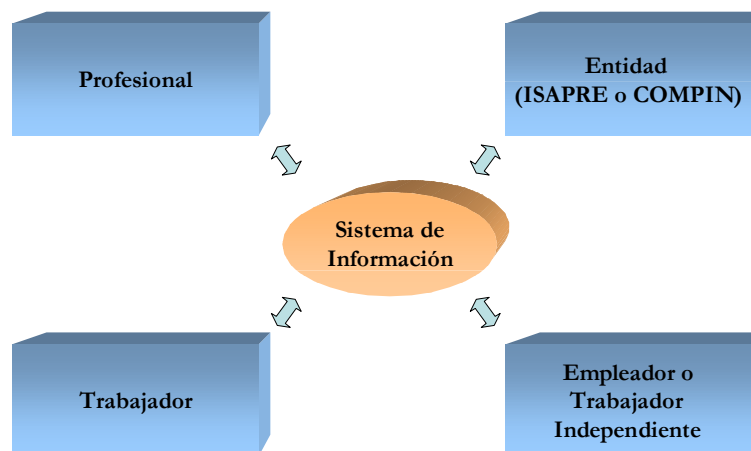 Profesional
Entidad
(ISAPRE o COMPIN)
Sistema de
Información
Trabajador
Empleador o
Trabajador
Independiente